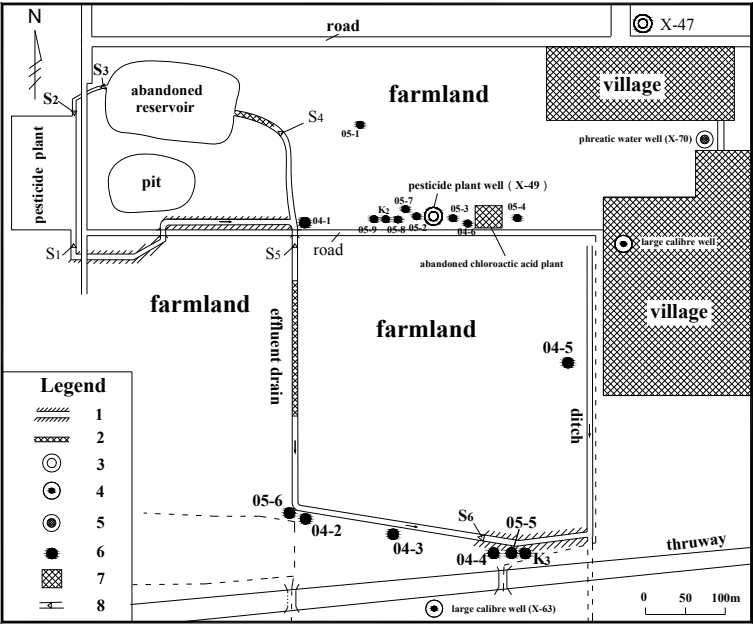 N
road
X-47
S3
S2
abandoned
reservoir
S4
farmland
village
05-1
phreatic water well (X-70)
pesticide plant
pit
pesticide plant well ( X-49 )
05-7
K2
05-3
05-4
04-1
05-9
05-8
05-2
04-6
S1
S5
road
abandoned chloroactic acid plant
large calibre well
farmland
farmland
village
effluent drain
04-5
ditch
Legend
1
2
3
4
5
6
7
8
05-6
04-2
04-3
S6
05-5
04-4
K3
thruway
large calibre well (X-63)
0 50 100m